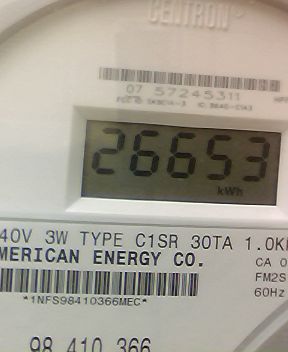 CENTRON
07 57245311
26653
kWh
40V 3W TYPE C1SR 30TA 1.0K
MERICAN ENERGY CO.
CA 0
FM2S
60Hz
*1NFS98410366MEC*
98 410 366